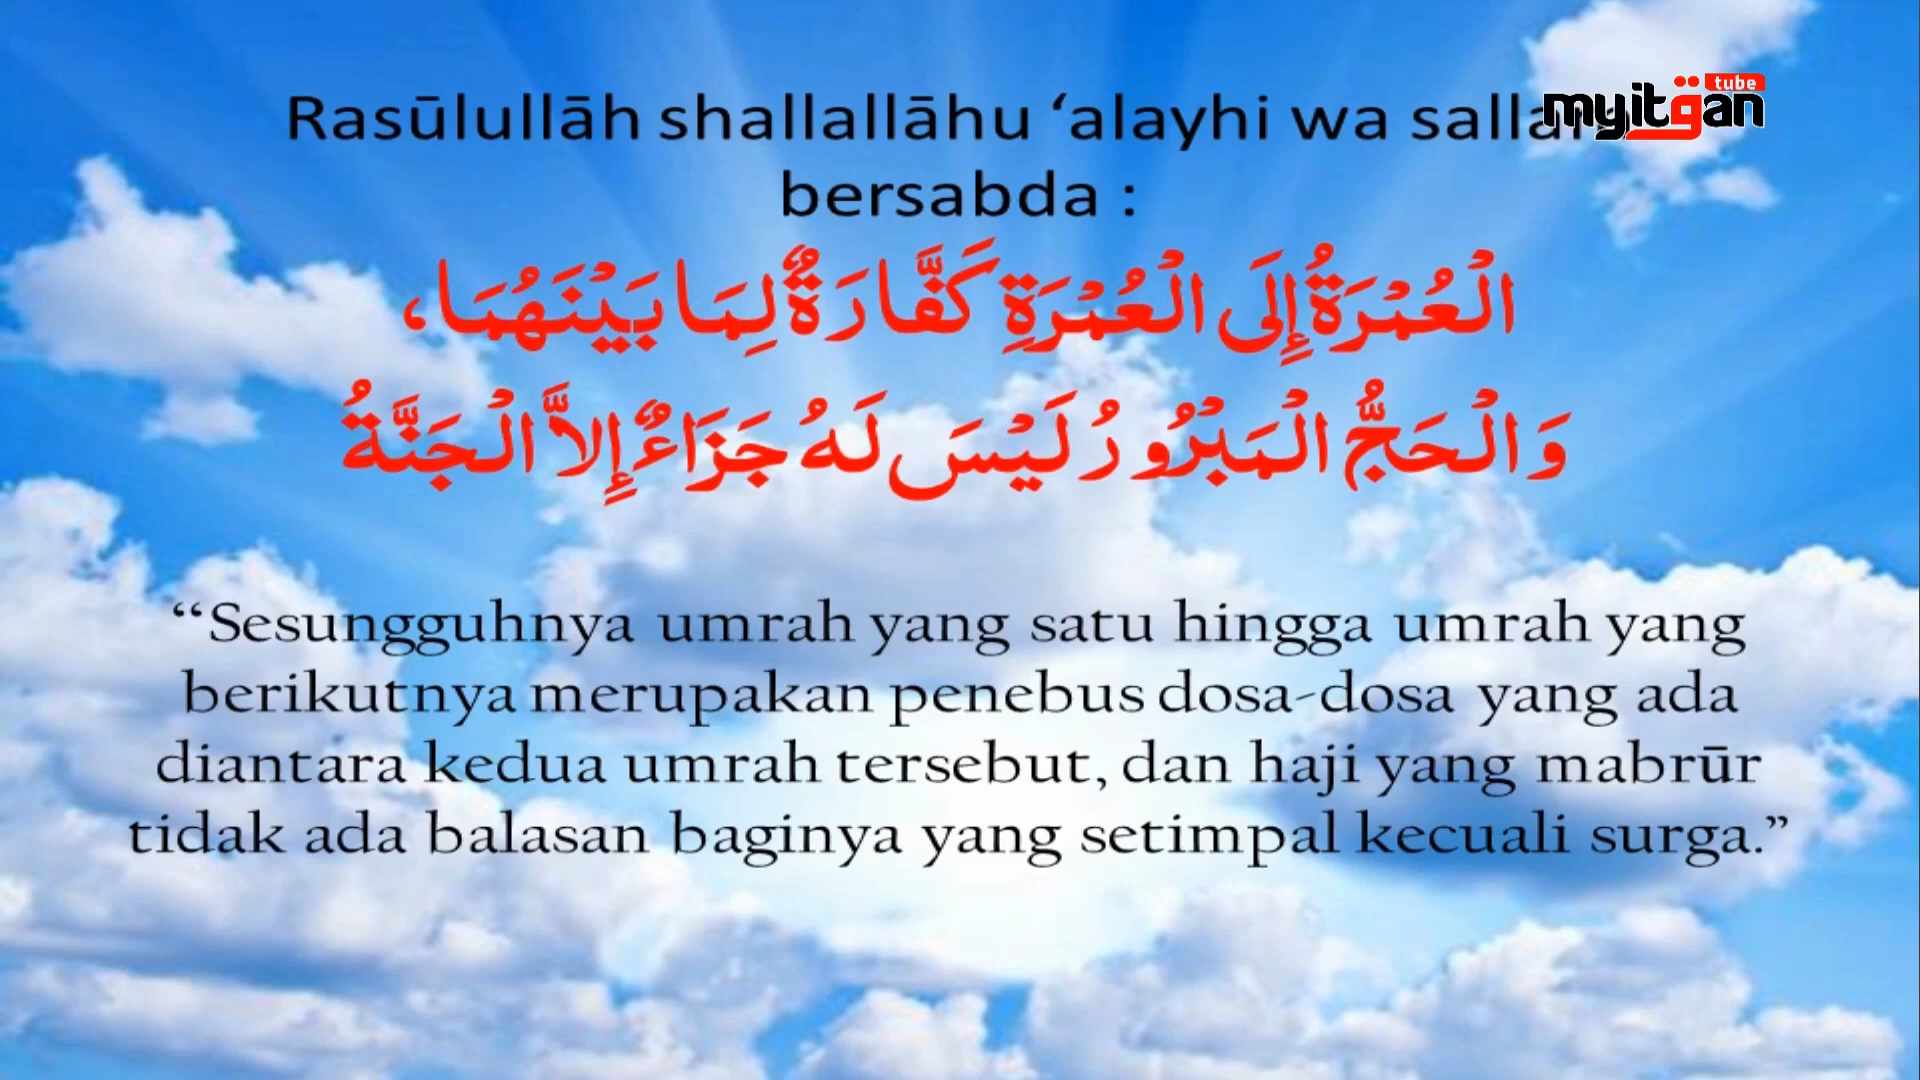 Rasūlullāh shallallāhu ‘alayhi wa sallam
myitqan tube
bersabda :
الْعُمْرَةُ إِلَى الْعُمْرَةِ كَفَّارَةٌ لِمَا بَيْنَهُمَا،
وَالْحَجُّ الْمَبْرُورُ لَيْسَ لَهُ جَزَاءٌ إِلاَّ الْجَنَّةُ
“Sesungguhnya umrah yang satu hingga umrah yang
berikutnya merupakan penebus dosa-dosa yang ada
diantara kedua umrah tersebut, dan haji yang mabrūr
tidak ada balasan baginya yang setimpal kecuali surga.”